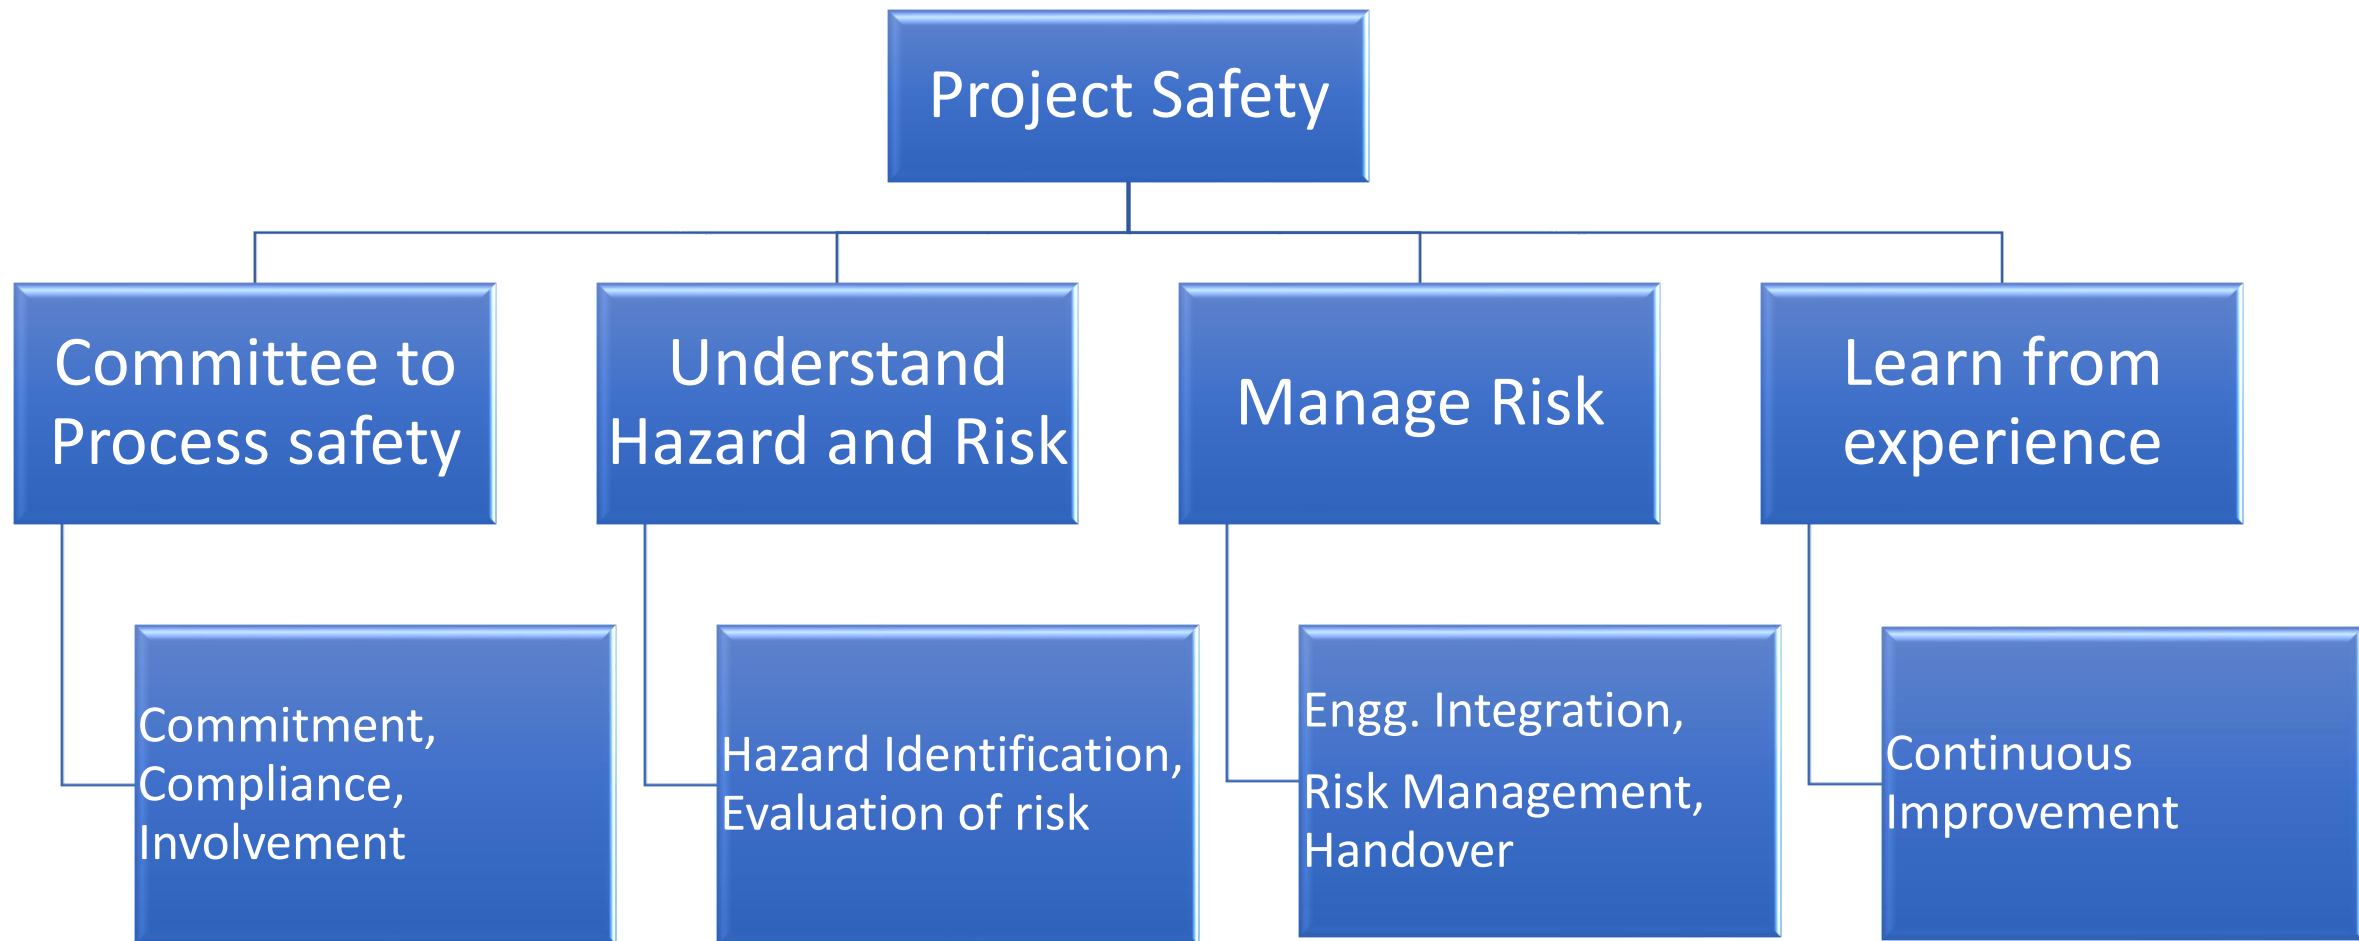 Project Safety
Committee to
Process safety
Understand
Hazard and Risk
Manage Risk
Learn from
experience
Commitment,
Compliance,
Involvement
Hazard Identification,
Evaluation of risk
Engg. Integration,
Risk Management,
Handover
Continuous
Improvement